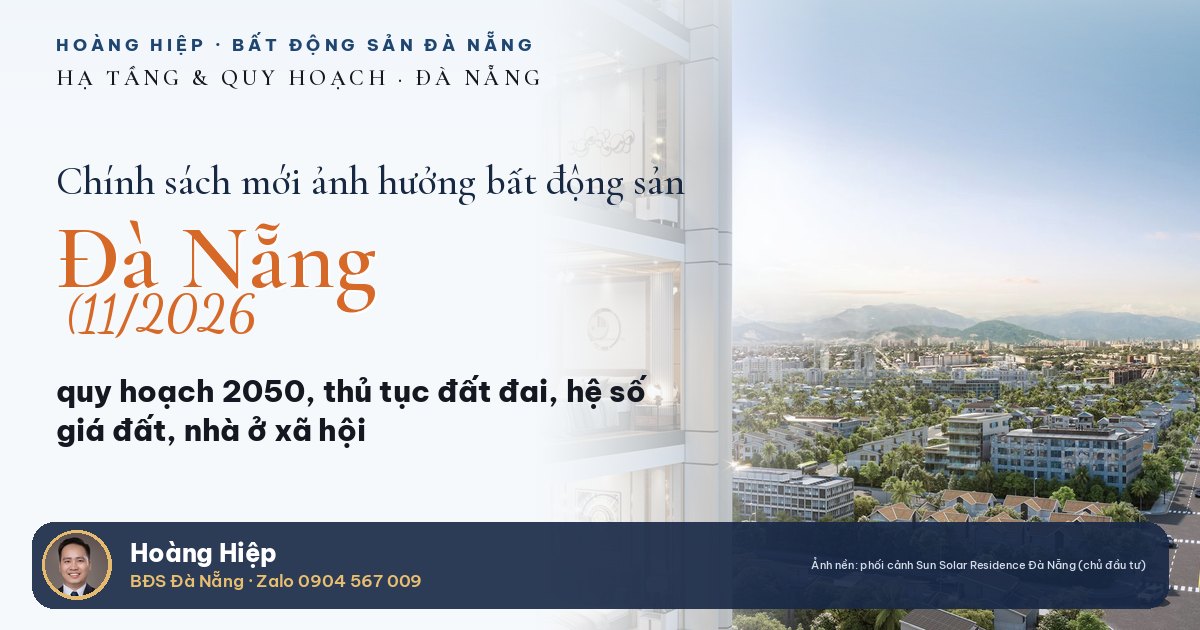 HOÀNG HIỆP · BẤT ĐỘNG SẢN ĐÀ NẴNG
HẠ TẦNG & QUY HOẠCH · ĐÀ NẴNG
Chính sách mới ảnh hưởng bất động sản
Đà Nẵng
(11/2026
quy hoạch 2050, thủ tục đất đai, hệ số
giá đất, nhà ở xã hội
Hoàng Hiệp
BĐS Đà Nẵng · Zalo 0904 567 009
Ảnh nền: phối cảnh Sun Solar Residence Đà Nẵng (chủ đầu tư)